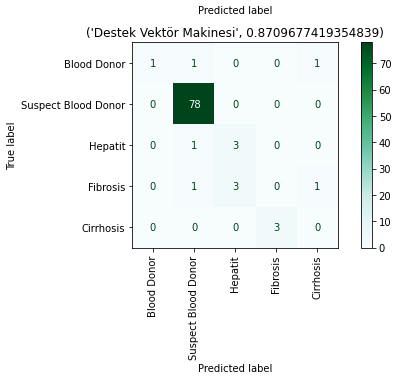 Predicted label
('Destek Vektör Makinesi', 0.8709677419354839)
True label
Blood Donor 1 1 0 0 1
Suspect Blood Donor 0 78 0 0 0
Hepatit 0 1 3 0 0
Fibrosis 0 1 3 0 1
Cirrhosis 0 0 0 3 0
Blood Donor
Suspect Blood Donor
Hepatit
Fibrosis
Cirrhosis
Predicted label
70
60
50
40
30
20
10
0